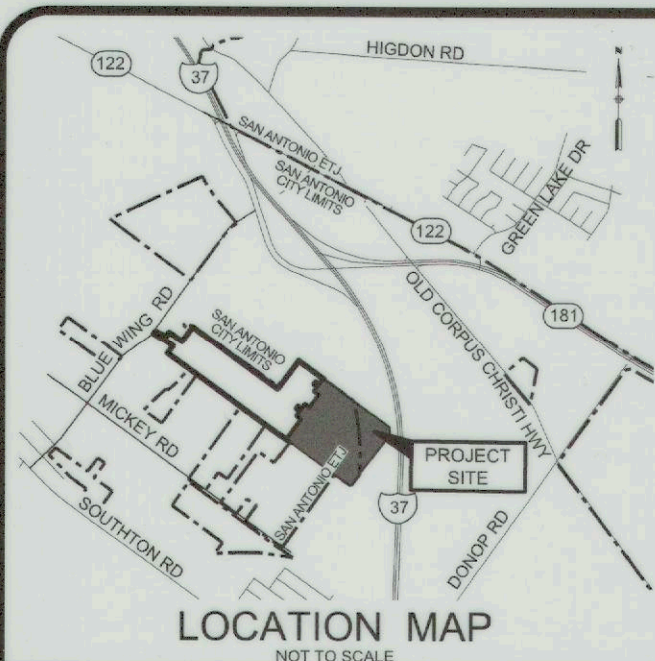 HIGDON RD
122
37
N
SAN ANTONIO ETJ
SAN ANTONIO
CITY LIMITS
GREEN LAKE DR
122
181
OLD CORPUS CHRISTI HWY
BLUE WING RD
SAN ANTONIO
CITY LIMITS
MICKEY RD
PROJECT
SITE
SAN ANTONIO ETJ
37
SOUTHTON RD
DONOP RD
LOCATION MAP
NOT TO SCALE